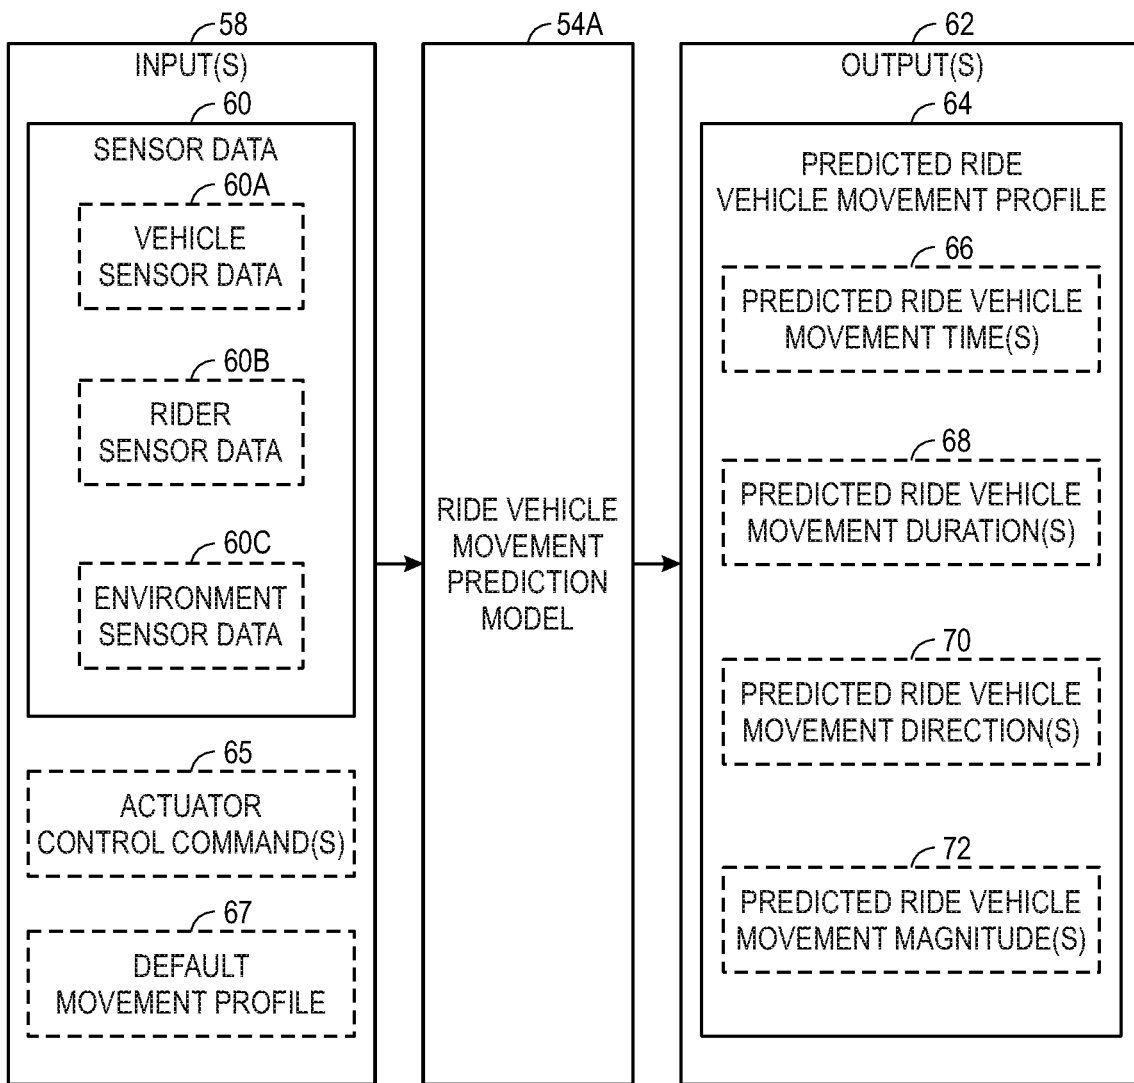 58
INPUT(S)
60
SENSOR DATA
60A
VEHICLE
SENSOR DATA
60B
RIDER
SENSOR DATA
60C
ENVIRONMENT
SENSOR DATA
65
ACTUATOR
CONTROL COMMAND(S)
67
DEFAULT
MOVEMENT PROFILE
54A
RIDE VEHICLE
MOVEMENT
PREDICTION
MODEL
62
OUTPUT(S)
64
PREDICTED RIDE
VEHICLE MOVEMENT PROFILE
66
PREDICTED RIDE VEHICLE
MOVEMENT TIME(S)
68
PREDICTED RIDE VEHICLE
MOVEMENT DURATION(S)
70
PREDICTED RIDE VEHICLE
MOVEMENT DIRECTION(S)
72
PREDICTED RIDE VEHICLE
MOVEMENT MAGNITUDE(S)